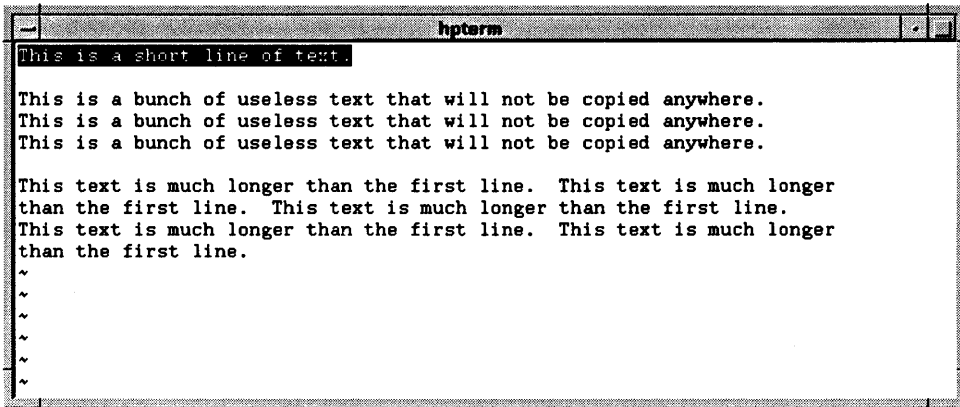 hpterm
This is a short line of text.
This is a bunch of useless text that will not be copied anywhere.
This is a bunch of useless text that will not be copied anywhere.
This is a bunch of useless text that will not be copied anywhere.
This text is much longer than the first line.  This text is much longer
than the first line.  This text is much longer than the first line.
This text is much longer than the first line.  This text is much longer
than the first line.
~
~
~
~
~
~